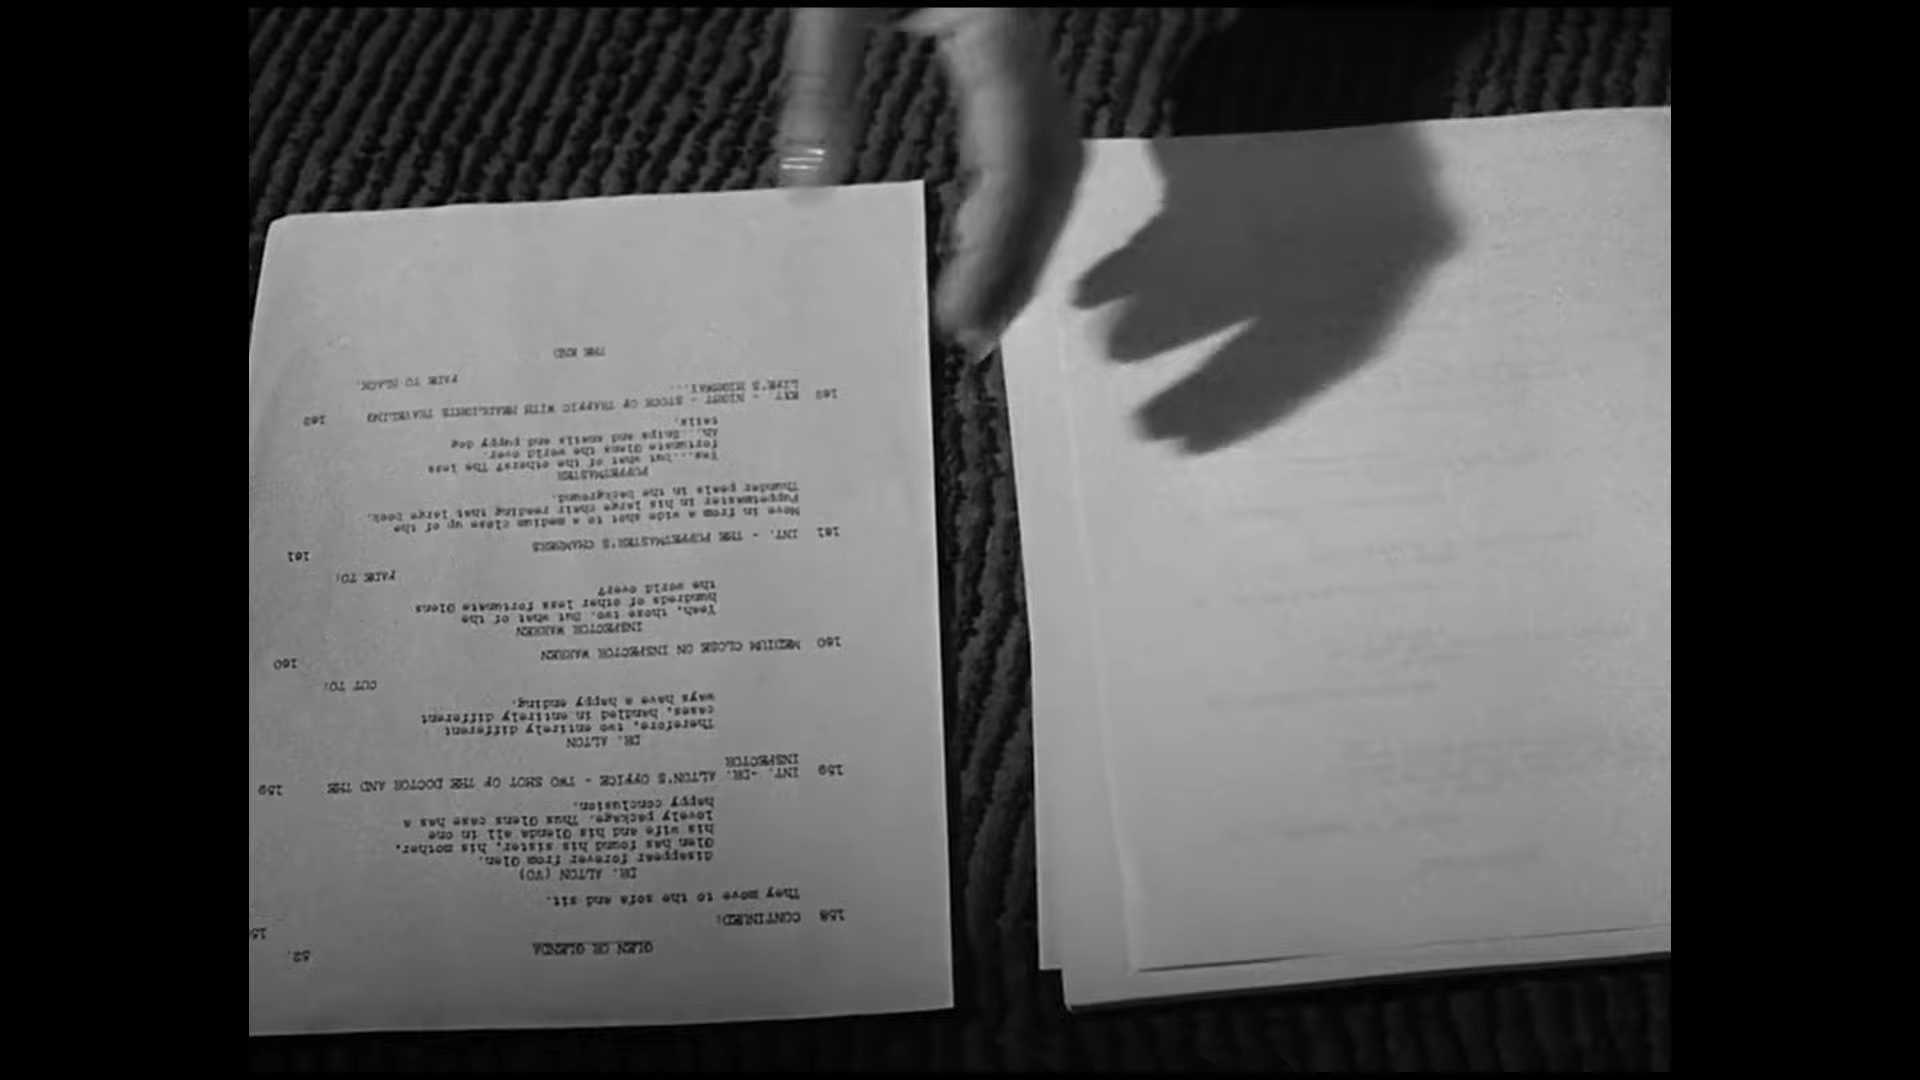 GLEN OR GLENDA 52.
158 CONTINUED: 15
They move to the sofa and sit.
DR. ALTON (VO)
disappear forever from Glen.
Glen has found his sister, his mother,
his wife and his Glenda all in one
lovely package. Thus Glens case has a
happy conclusion.
159 INT. -DR. ALTON'S OFFICE - TWO SHOT OF THE DOCTOR AND THE 159
INSPECTOR
DR. ALTON
Therefore, two entirely different
cases, handled in entirely different
ways have a happy ending.
CUT TO:
160 MEDIUM CLOSE ON INSPECTOR WARREN 160
INSPECTOR WARREN
Yeah, those two. But what of the
hundreds of other less fortunate Glens
the world over?
FADE TO:
161 INT. - THE PUPPETMASTER'S CHAMBERS 161
Move in from a wide shot to a medium close up of the
Puppetmaster in his large chair reading that large book.
Thunder peals in the background.
PUPPETMASTER
Yes...but what of the others? The less
fortunate Glens the world over.
Ah...Snips and snails and puppy dog
tails.
162 EXT. - NIGHT - STOCK OF TRAFFIC WITH HEADLIGHTS TRAVELING 162
LIFE'S HIGHWAY...
FADE TO BLACK.
THE END